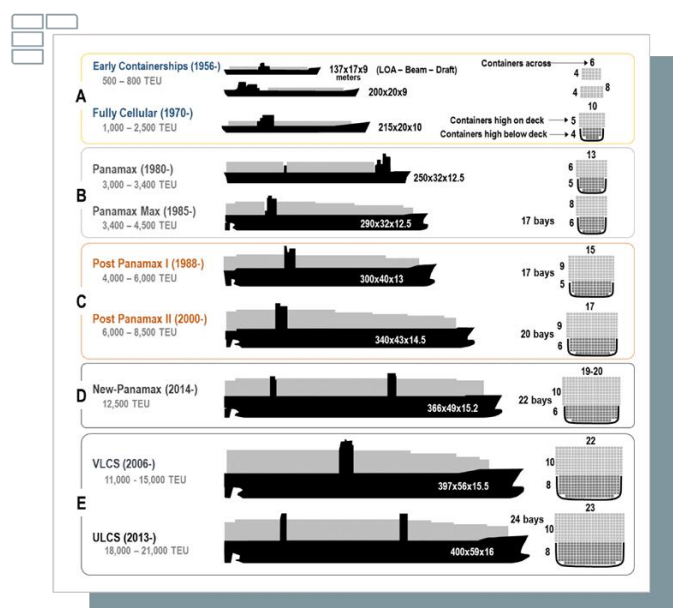 Early Containerships (1956-)
500 – 800 TEU
137x17x9 (LOA – Beam – Draft)
meters
200x20x9
Containers across 6
4
4 8
A
Fully Cellular (1970-)
1,000 – 2,500 TEU
215x20x10
10
Containers high on deck 5
Containers high below deck 4
Panamax (1980-)
3,000 – 3,400 TEU
250x32x12.5
13
6
5
B
Panamax Max (1985-)
3,400 – 4,500 TEU
290x32x12.5
17 bays
8
6
Post Panamax I (1988-)
4,000 – 6,000 TEU
300x40x13
17 bays
15
9
5
C
Post Panamax II (2000-)
6,000 – 8,500 TEU
340x43x14.5
20 bays
17
9
6
D
New-Panamax (2014-)
12,500 TEU
366x49x15.2
22 bays
19-20
10
6
VLCS (2006-)
11,000 - 15,000 TEU
397x56x15.5
22
10
8
E
ULCS (2013-)
18,000 – 21,000 TEU
400x59x16
24 bays
23
10
8